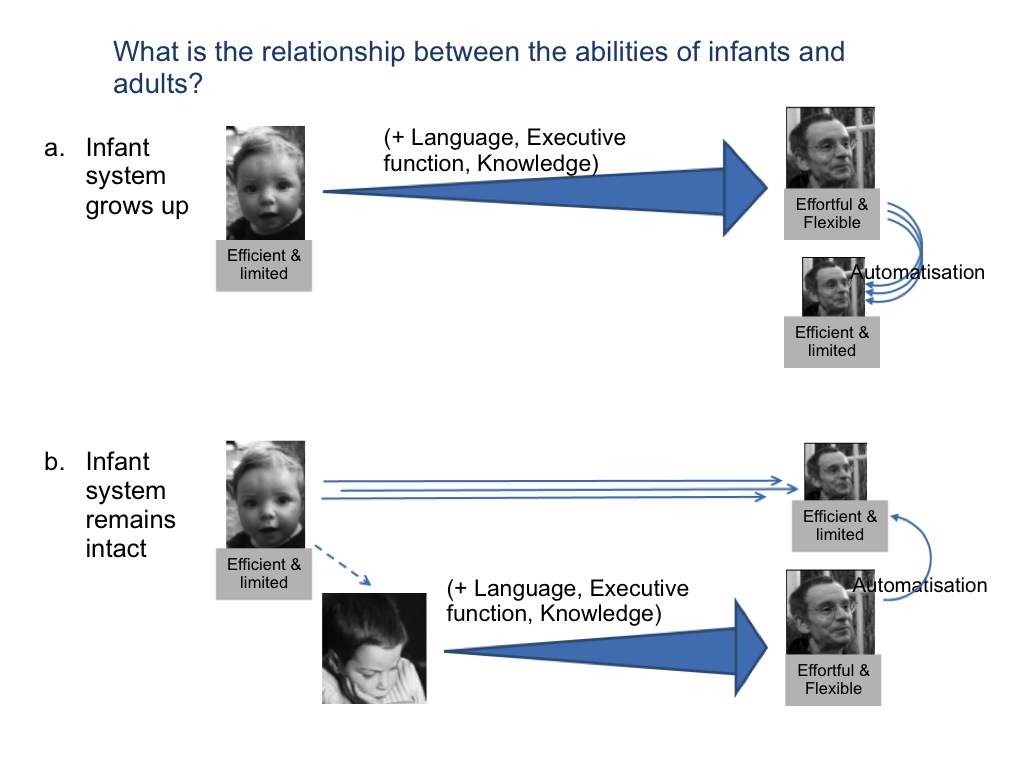 What is the relationship between the abilities of infants and
adults?
a. Infant
system
grows up
(+ Language, Executive
function, Knowledge)
Efficient &
limited
Effortful &
Flexible
Automatisation
Efficient &
limited
b. Infant
system
remains
intact
Efficient &
limited
Efficient &
limited
(+ Language, Executive
function, Knowledge)
Automatisation
Effortful &
Flexible